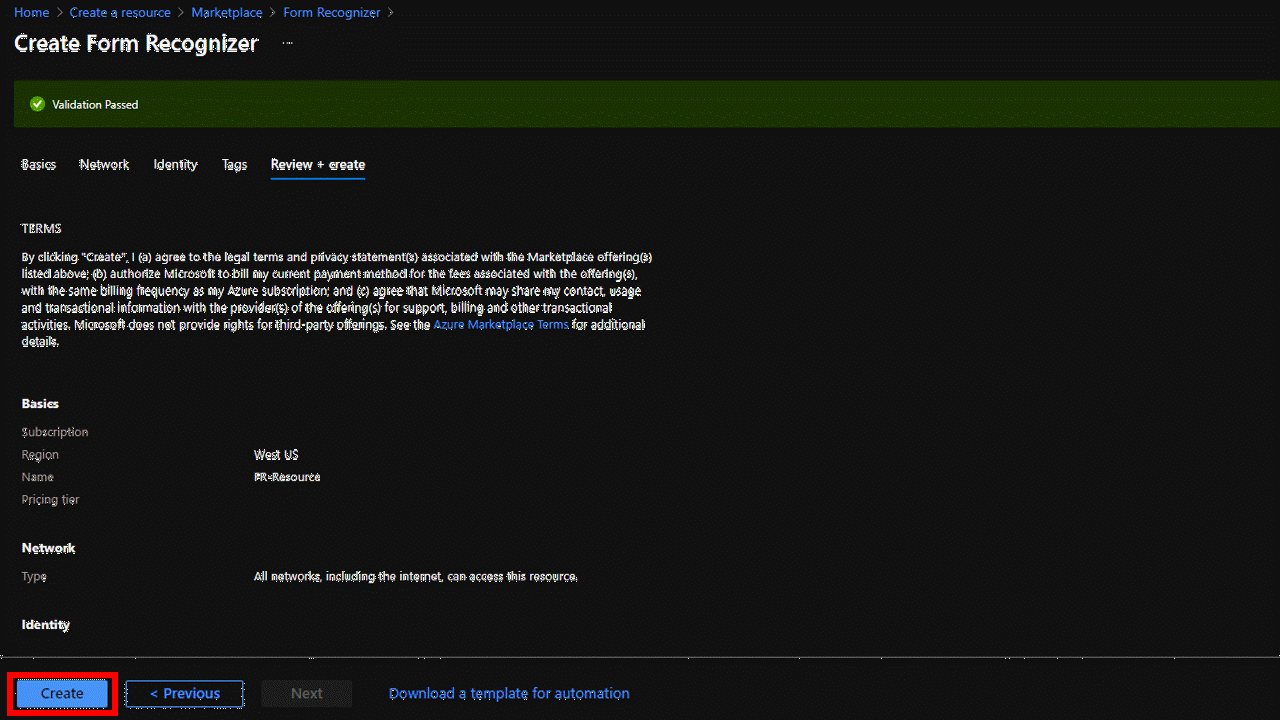 Home > Create a resource > Marketplace > Form Recognizer >
Create Form Recognizer ...
Validation Passed
Basics Network Identity Tags Review + create
TERMS
By clicking "Create", I (a) agree to the legal terms and privacy statement(s) associated with the Marketplace offering(s)
listed above; (b) authorize Microsoft to bill my current payment method for the fees associated with the offering(s),
with the same billing frequency as my Azure subscription; and (c) agree that Microsoft may share my contact, usage
and transactional information with the provider(s) of the offering(s) for support, billing and other transactional
activities. Microsoft does not provide rights for third-party offerings. See the Azure Marketplace Terms for additional
details.
Basics
Subscription
Region West US
Name FR-Resource
Pricing tier
Network
Type All networks, including the internet, can access this resource.
Identity
Create < Previous Next Download a template for automation